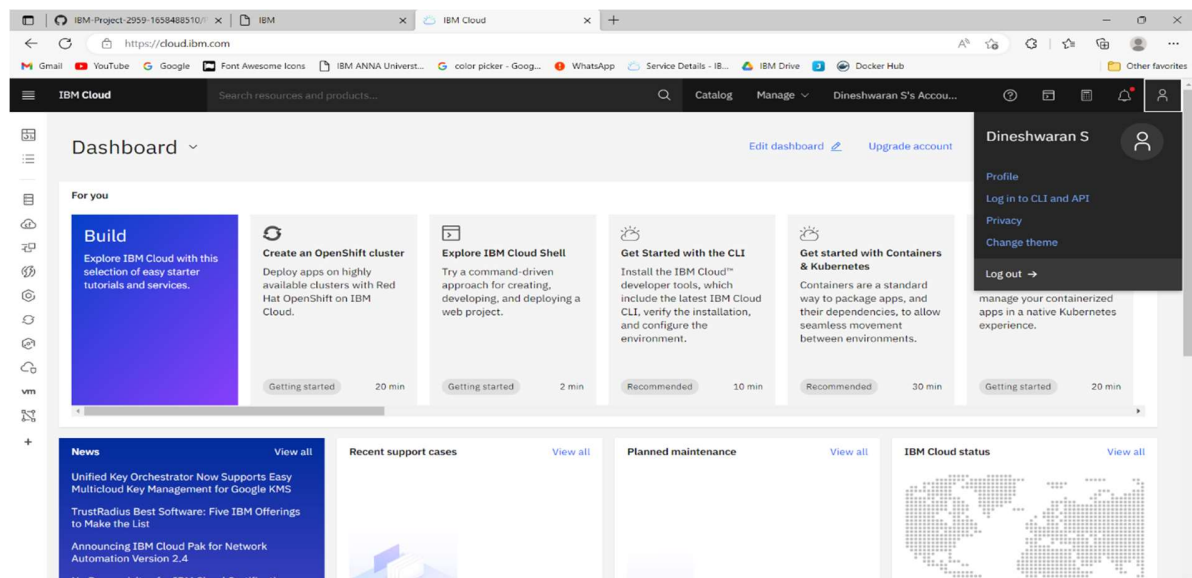 IBM-Project-2959-1658488510/
IBM
IBM Cloud
https://cloud.ibm.com
Gmail YouTube Google Font Awesome Icons IBM ANNA Universt... color picker - Goog... WhatsApp Service Details - IB... IBM Drive Docker Hub Other favorites
IBM Cloud Search resources and products... Catalog Manage Dineshwaran S's Accou...
Dashboard
Edit dashboard Upgrade account
Dineshwaran S
Profile
Log in to CLI and API
Privacy
Change theme
Log out →
For you
Build
Explore IBM Cloud with this
selection of easy starter
tutorials and services.
Create an OpenShift cluster
Deploy apps on highly
available clusters with Red
Hat OpenShift on IBM
Cloud.
Getting started 20 min
Explore IBM Cloud Shell
Try a command-driven
approach for creating,
developing, and deploying a
web project.
Getting started 2 min
Get Started with the CLI
Install the IBM Cloud™
developer tools, which
include the latest IBM Cloud
CLI, verify the installation,
and configure the
environment.
Recommended 10 min
Get started with Containers
& Kubernetes
Containers are a standard
way to package apps, and
their dependencies, to allow
seamless movement
between environments.
Recommended 30 min
manage your containerized
apps in a native Kubernetes
experience.
Getting started 20 min
vm
News View all
Unified Key Orchestrator Now Supports Easy
Multicloud Key Management for Google KMS
TrustRadius Best Software: Five IBM Offerings
to Make the List
Announcing IBM Cloud Pak for Network
Automation Version 2.4
Recent support cases View all
Planned maintenance View all
IBM Cloud status View all